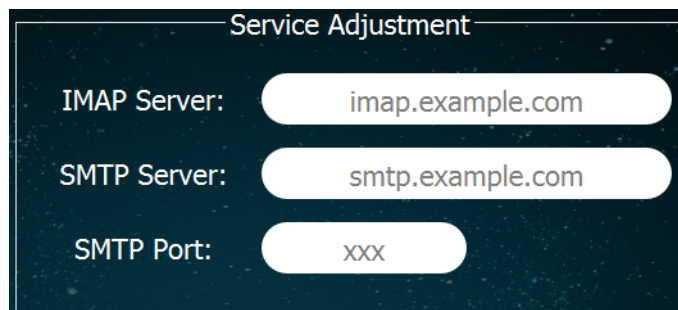 Service Adjustment
IMAP Server: imap.example.com
SMTP Server: smtp.example.com
SMTP Port: xxx